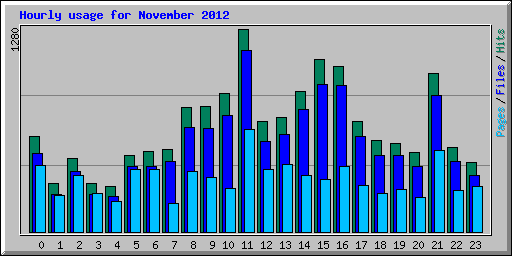 Hourly usage for November 2012
1280
Pages/Files/Hits
0 1 2 3 4 5 6 7 8 9 10 11 12 13 14 15 16 17 18 19 20 21 22 23